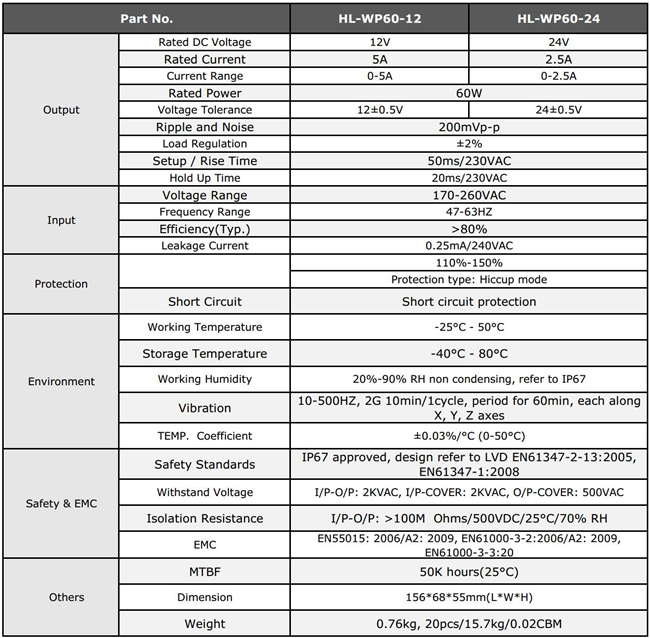 Part No. HL-WP60-12 HL-WP60-24
Output
Rated DC Voltage 12V 24V
Rated Current 5A 2.5A
Current Range 0-5A 0-2.5A
Rated Power 60W
Voltage Tolerance 12±0.5V 24±0.5V
Ripple and Noise 200mVp-p
Load Regulation ±2%
Setup / Rise Time 50ms/230VAC
Hold Up Time 20ms/230VAC
Input
Voltage Range 170-260VAC
Frequency Range 47-63HZ
Efficiency(Typ.) >80%
Leakage Current 0.25mA/240VAC
Protection
110%-150%
Protection type: Hiccup mode
Short Circuit Short circuit protection
Environment
Working Temperature -25°C - 50°C
Storage Temperature -40°C - 80°C
Working Humidity 20%-90% RH non condensing, refer to IP67
Vibration 10-500HZ, 2G 10min/1cycle, period for 60min, each along
X, Y, Z axes
TEMP. Coefficient ±0.03%/°C (0-50°C)
Safety & EMC
Safety Standards IP67 approved, design refer to LVD EN61347-2-13:2005,
EN61347-1:2008
Withstand Voltage I/P-O/P: 2KVAC, I/P-COVER: 2KVAC, O/P-COVER: 500VAC
Isolation Resistance I/P-O/P: >100M Ohms/500VDC/25°C/70% RH
EMC EN55015: 2006/A2: 2009, EN61000-3-2:2006/A2: 2009,
EN61000-3-3:20
Others
MTBF 50K hours(25°C)
Dimension 156*68*55mm(L*W*H)
Weight 0.76kg, 20pcs/15.7kg/0.02CBM